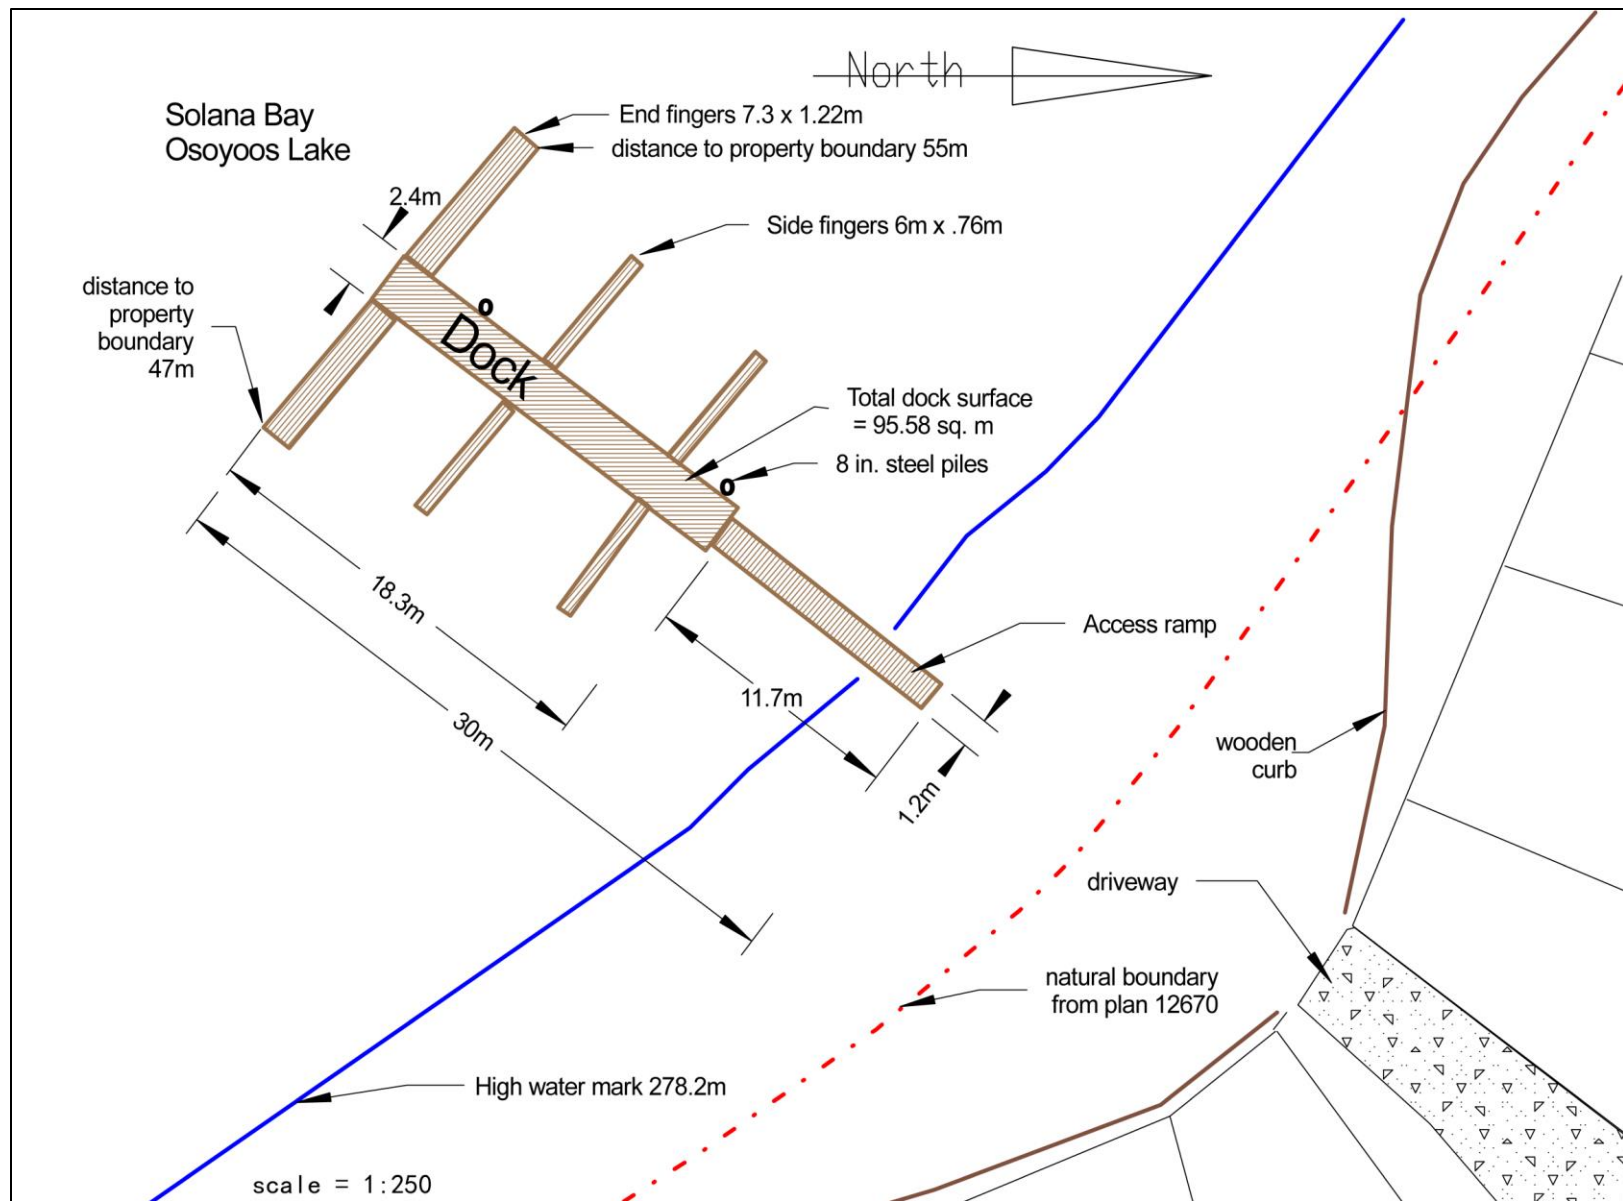 North
Solana Bay
Osoyoos Lake
End fingers 7.3 x 1.22m
distance to property boundary 55m
2.4m
Side fingers 6m x .76m
distance to
property
boundary
47m
Dock
Total dock surface
= 95.58 sq. m
8 in. steel piles
18.3m
30m
11.7m
1.2m
Access ramp
wooden
curb
driveway
natural boundary
from plan 12670
High water mark 278.2m
scale = 1:250